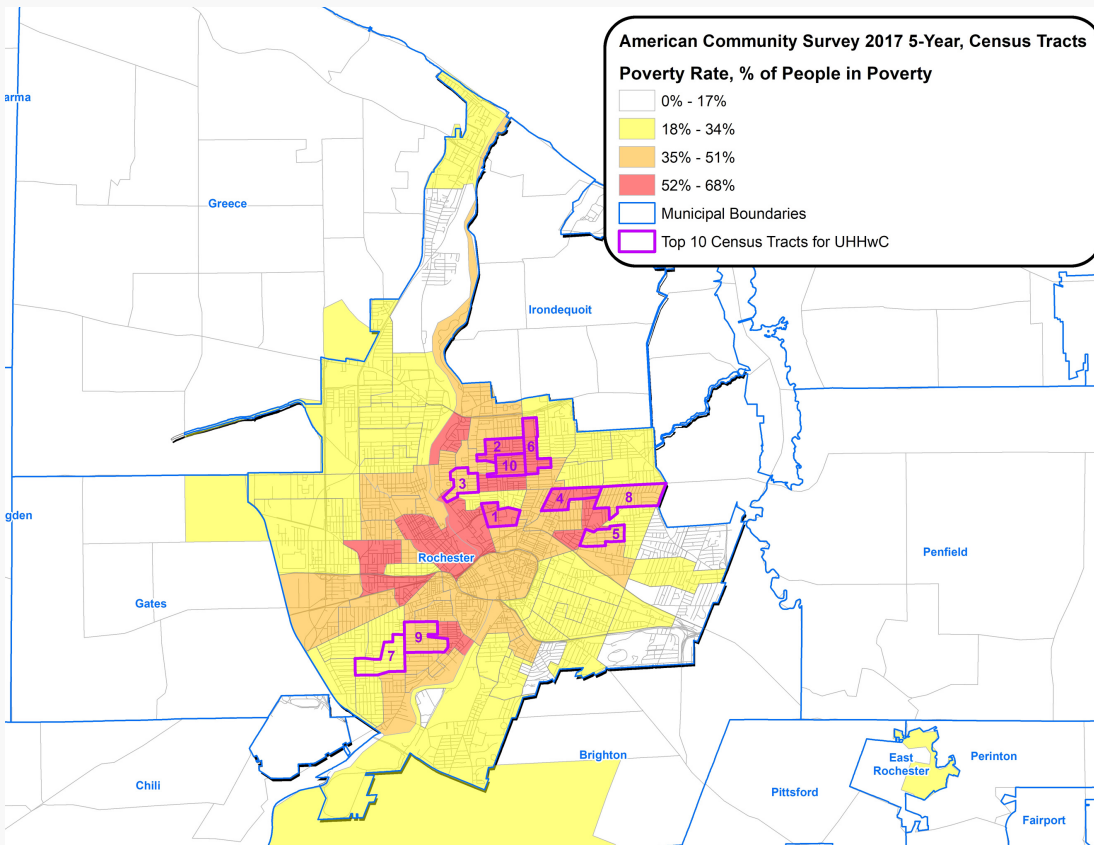 American Community Survey 2017 5-Year, Census Tracts
Poverty Rate, % of People in Poverty
0% - 17%
18% - 34%
35% - 51%
52% - 68%
Municipal Boundaries
Top 10 Census Tracts for UHHwC
arma
Greece
Irondequoit
2
6
10
3
4
8
1
5
gden
Rochester
Penfield
Gates
9
7
Brighton
East
Rochester
Perinton
Chili
Pittsford
Fairport